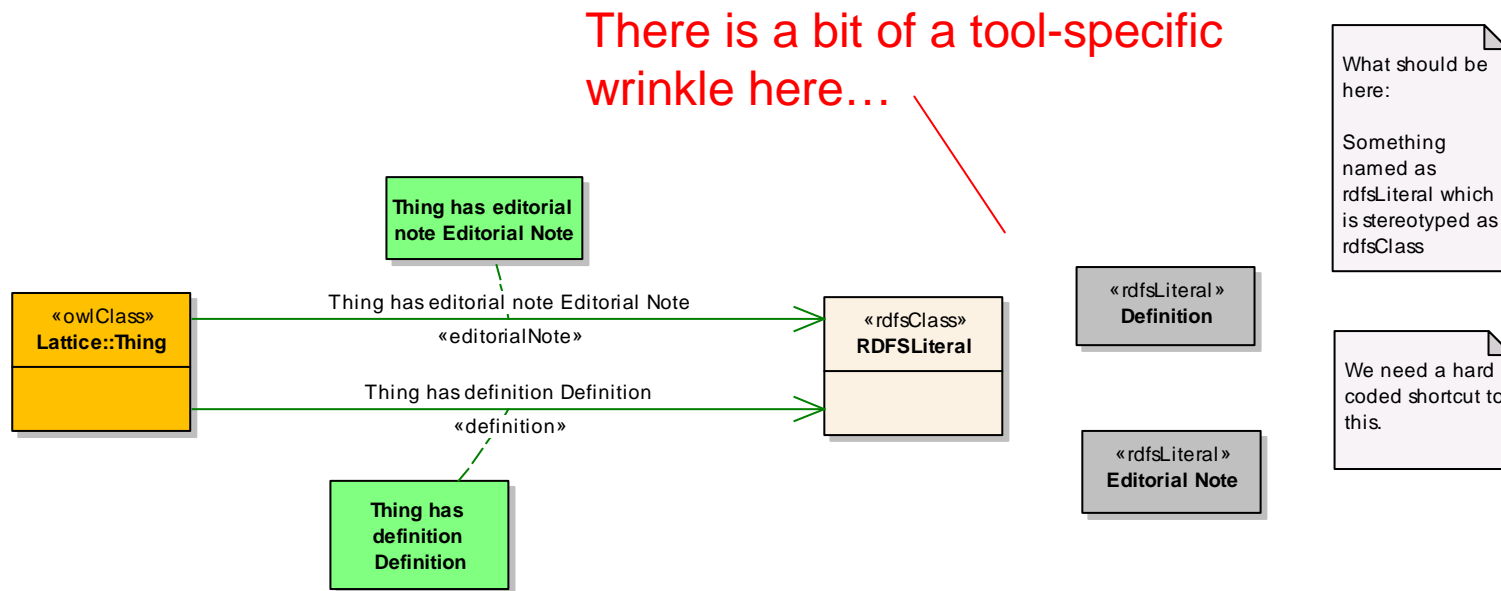 There is a bit of a tool-specific
wrinkle here…
What should be
here:
Something
named as
rdfsLiteral which
is stereotyped as
rdfsClass
Thing has editorial
note Editorial Note
«owlClass»
Lattice::Thing
Thing has editorial note Editorial Note
«editorialNote»
«rdfsClass»
RDFSLiteral
«rdfsLiteral»
Definition
Thing has definition Definition
«definition»
We need a hard
coded shortcut to
this.
«rdfsLiteral»
Editorial Note
Thing has
definition
Definition